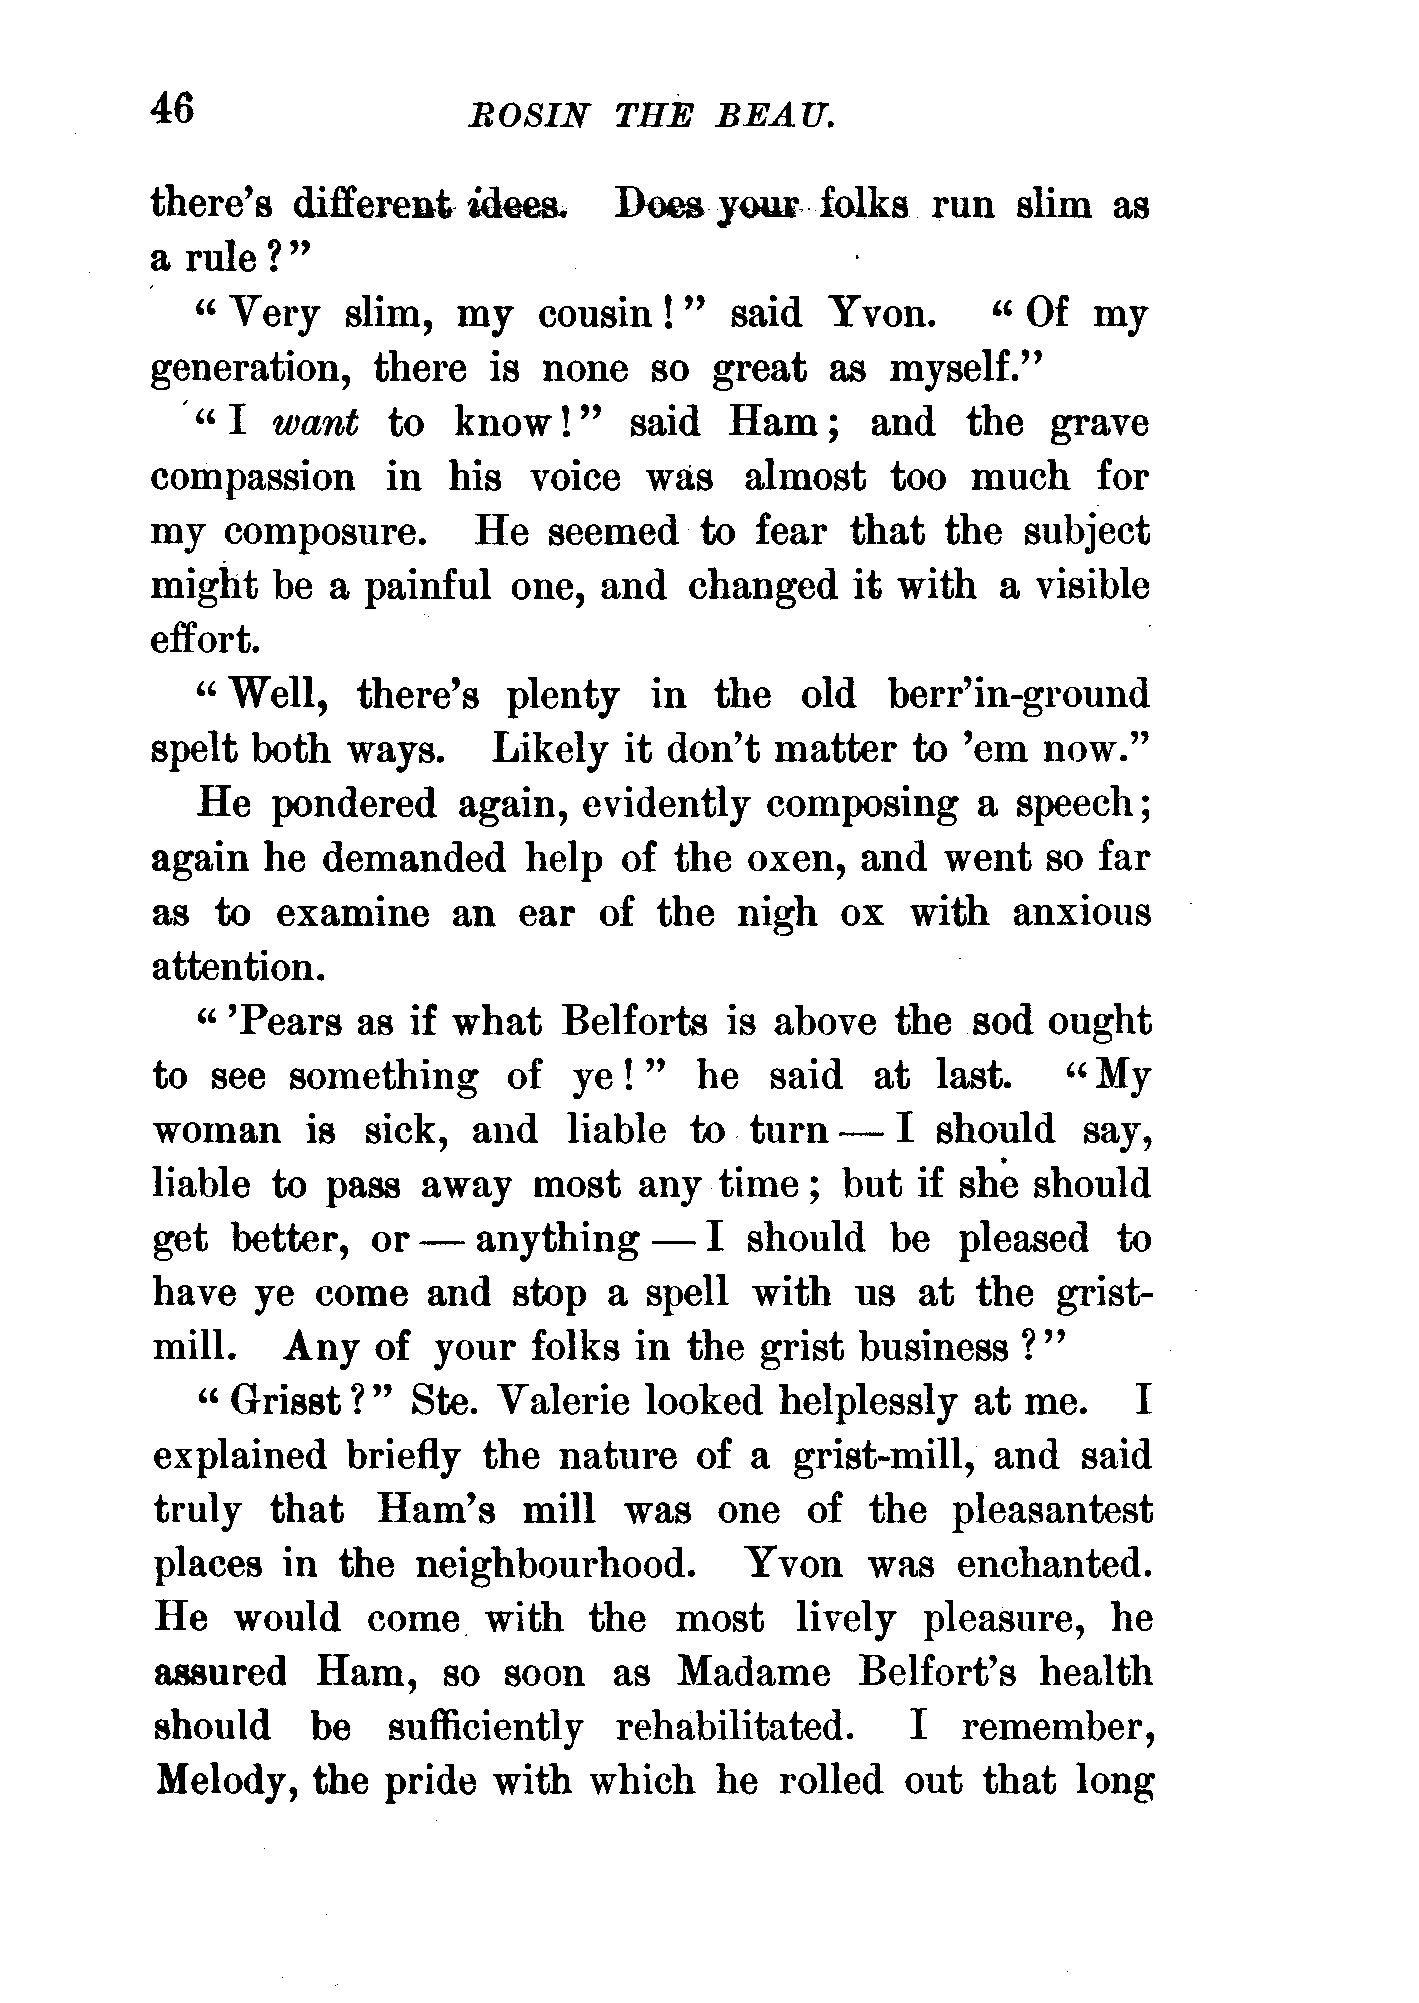 46 ROSIN THE BEAU.
there's different idees. Does your folks run slim as
a rule?"
"Very slim, my cousin!" said Yvon. "Of my
generation, there is none so great as myself."
"I want to know!" said Ham; and the grave
compassion in his voice was almost too much for
my composure. He seemed to fear that the subject
might be a painful one, and changed it with a visible
effort.
"Well, there's plenty in the old berr'in-ground
spelt both ways. Likely it don't matter to 'em now."
He pondered again, evidently composing a speech;
again he demanded help of the oxen, and went so far
as to examine an ear of the nigh ox with anxious
attention.
"'Pears as if what Belforts is above the sod ought
to see something of ye!" he said at last. "My
woman is sick, and liable to turn — I should say,
liable to pass away most any time; but if she should
get better, or — anything — I should be pleased to
have ye come and stop a spell with us at the grist-
mill. Any of your folks in the grist business?"
"Grisst?" Ste. Valerie looked helplessly at me. I
explained briefly the nature of a grist-mill, and said
truly that Ham's mill was one of the pleasantest
places in the neighbourhood. Yvon was enchanted.
He would come with the most lively pleasure, he
assured Ham, so soon as Madame Belfort's health
should be sufficiently rehabilitated. I remember,
Melody, the pride with which he rolled out that long